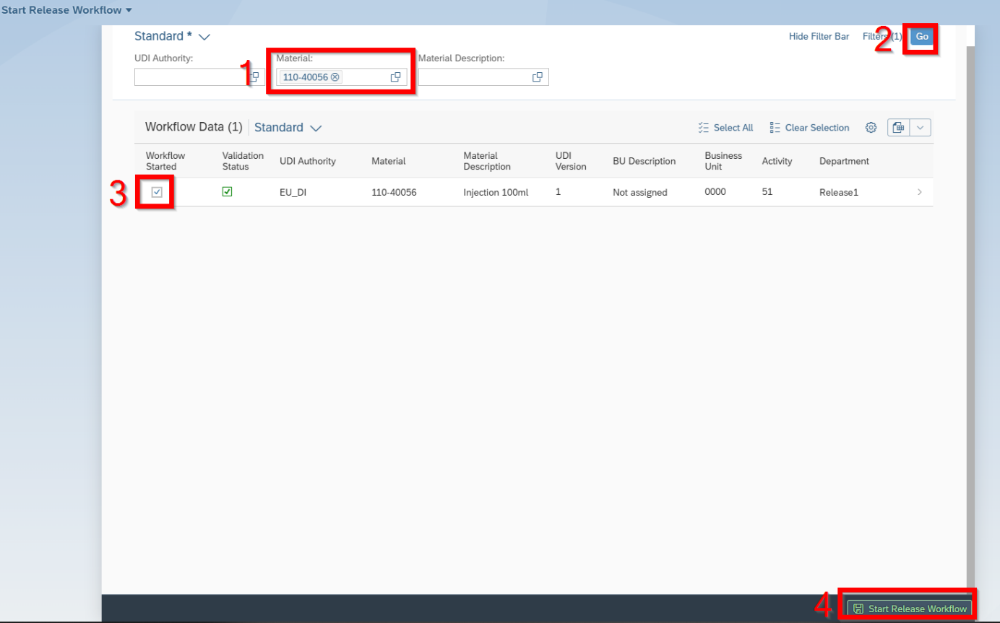 Start Release Workflow
Standard *
Hide Filter Bar Filters (1) 2 Go
UDI Authority: Material: Material Description:
1 110-40056
Workflow Data (1) Standard Select All Clear Selection
Workflow Started Validation Status UDI Authority Material Material Description UDI Version BU Description Business Unit Activity Department
3 EU_DI 110-40056 Injection 100ml 1 Not assigned 0000 51 Release1
4 Start Release Workflow